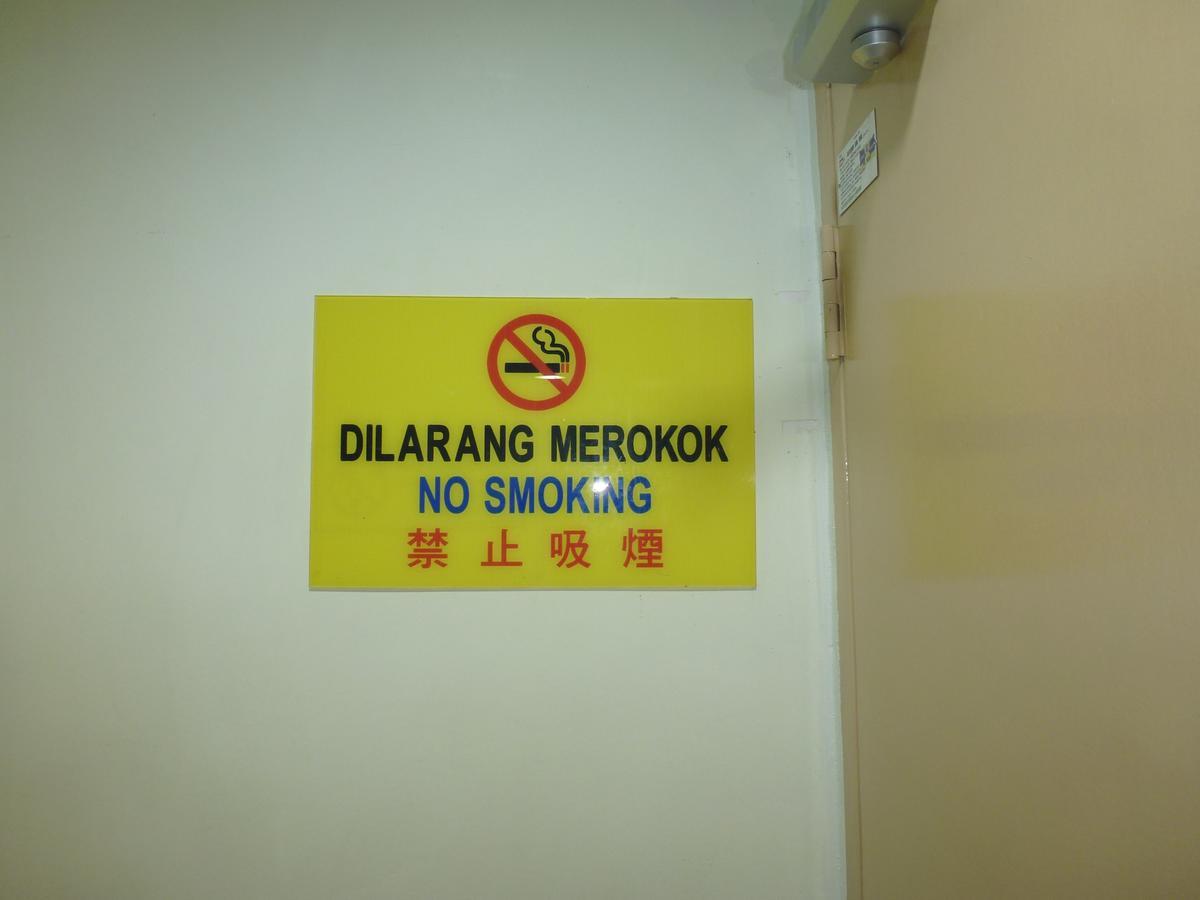 DILARANG MEROKOK
NO SMOKING
禁止吸煙